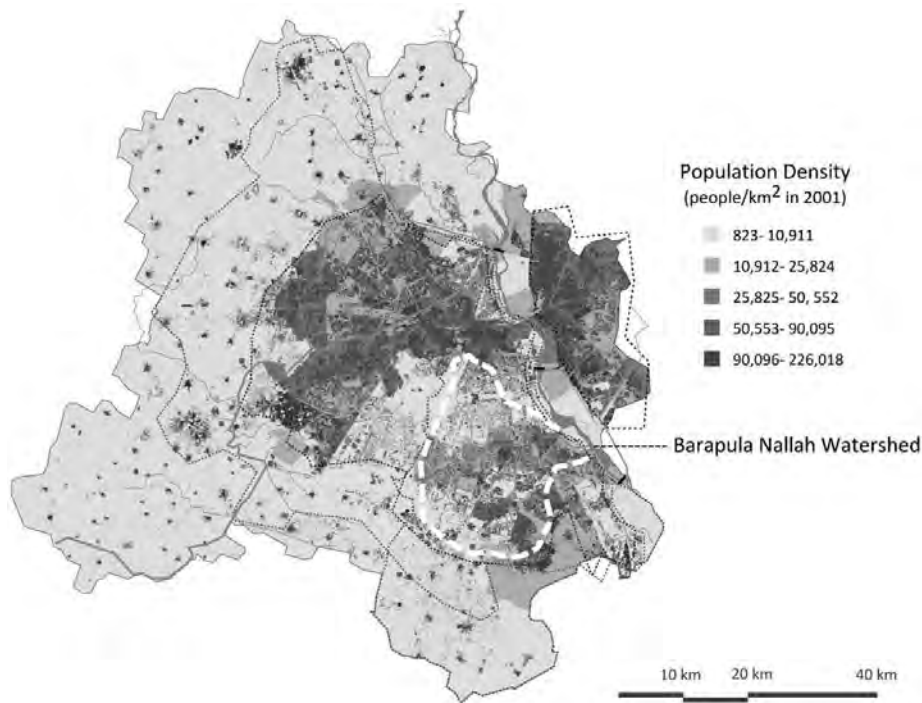 Population Density
(people/km² in 2001)
823- 10,911
10,912- 25,824
25,825- 50, 552
50,553- 90,095
90,096- 226,018
Barapula Nallah Watershed
10 km 20 km 40 km